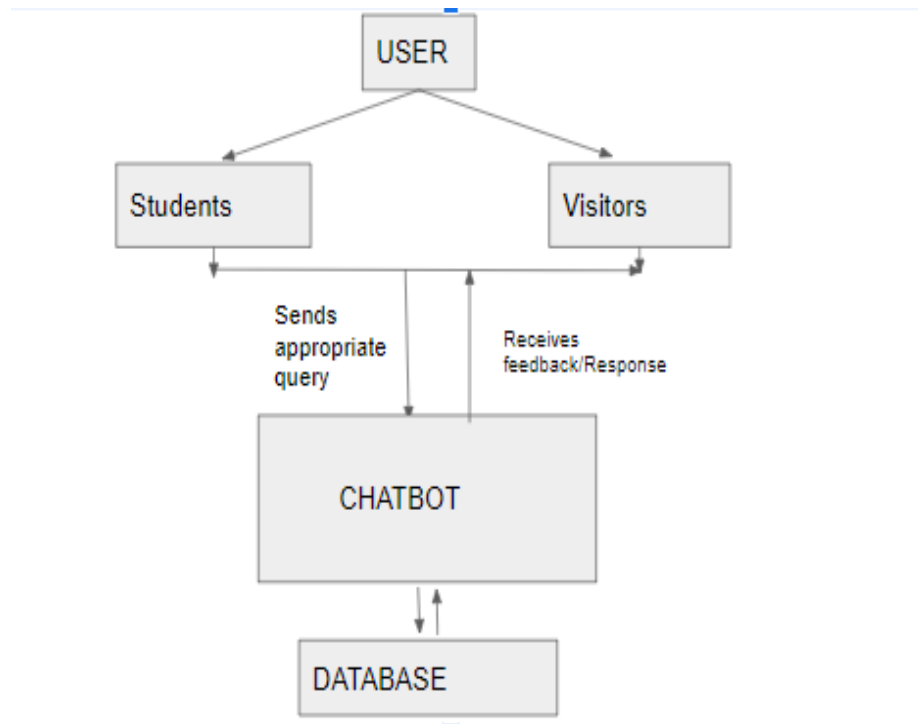 USER
Students
Visitors
Sends
appropriate
query
Receives
feedback/Response
CHATBOT
DATABASE